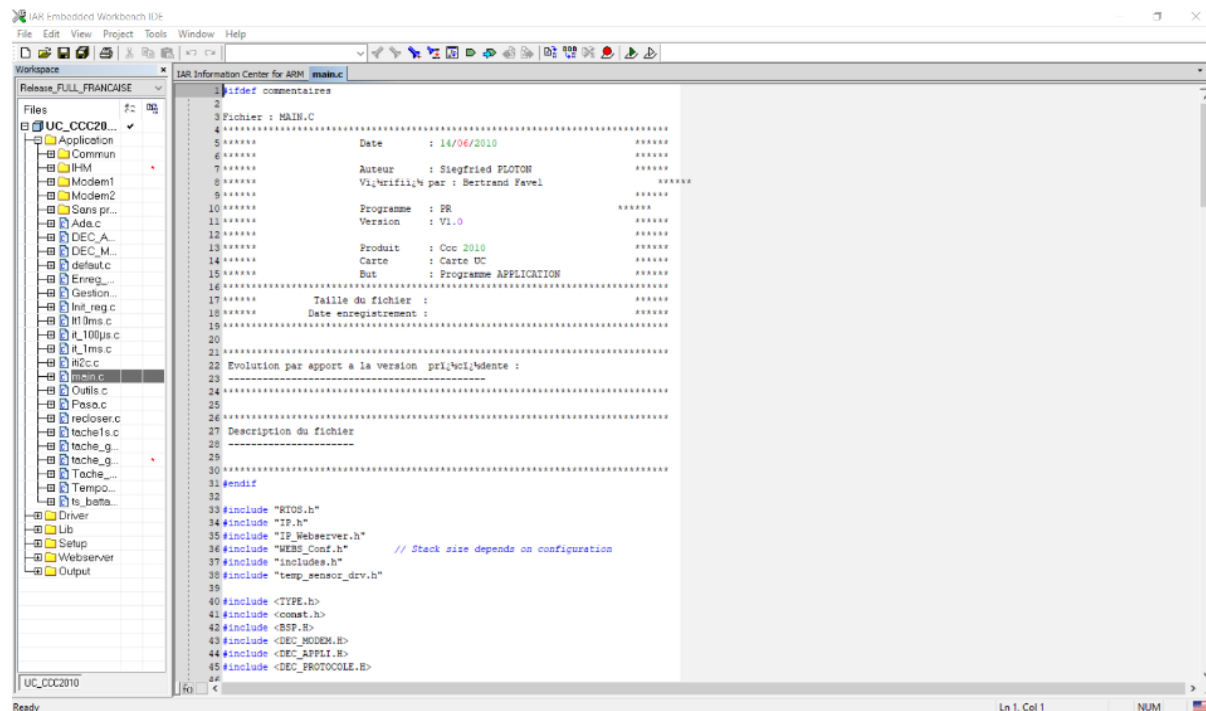 IAR Embedded Workbench IDE
File Edit View Project Tools Window Help
Workspace
Release_FULL_FRANCAISE
Files
UC_CCC20...
Application
Commun
IHM
Modem1
Modem2
Sans pr...
Ada.c
DEC_A...
DEC_M...
defaut.c
Enreg_...
Gestion...
Init_reg.c
It10ms.c
it_100µs.c
it_1ms.c
iti2c.c
main.c
Outils.c
Pasa.c
recloser.c
tache1s.c
tache_g...
tache_g...
Tache_...
Tempo...
ts_batta...
Driver
Lib
Setup
Webserver
Output
UC_CCC2010
IAR Information Center for ARM main.c
1 #ifdef commentaires
2
3 Fichier : MAIN.C
4 ******************************************************************************
5 ****** Date : 14/06/2010 ******
6 ****** ******
7 ****** Auteur : Siegfried PLOTON ******
8 ****** Vï¿½rifiï¿½ par : Bertrand Favel ******
9 ****** ******
10 ****** Programme : PR ******
11 ****** Version : V1.0 ******
12 ****** ******
13 ****** Produit : Ccc 2010 ******
14 ****** Carte : Carte UC ******
15 ****** But : Programme APPLICATION ******
16 ******************************************************************************
17 ****** Taille du fichier : ******
18 ****** Date enregistrement : ******
19 ******************************************************************************
20
21 ******************************************************************************
22 Evolution par apport a la version prï¿½cï¿½dente :
23 ---------------------------------------------
24 ******************************************************************************
25
26 ******************************************************************************
27 Description du fichier
28 ----------------------
29
30 ******************************************************************************
31 #endif
32
33 #include "RTOS.h"
34 #include "IP.h"
35 #include "IP_Webserver.h"
36 #include "WEBS_Conf.h" // Stack size depends on configuration
37 #include "includes.h"
38 #include "temp_sensor_drv.h"
39
40 #include <TYPE.h>
41 #include <const.h>
42 #include <BSP.H>
43 #include <DEC_MODEM.H>
44 #include <DEC_APPLI.H>
45 #include <DEC_PROTOCOLE.H>
46
fo
Ready
Ln 1, Col 1
NUM